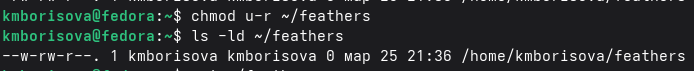 kmborisova@fedora:~$ chmod u-r ~/feathers
kmborisova@fedora:~$ ls -ld ~/feathers
--w-rw-r--. 1 kmborisova kmborisova 0 мар 25 21:36 /home/kmborisova/feathers